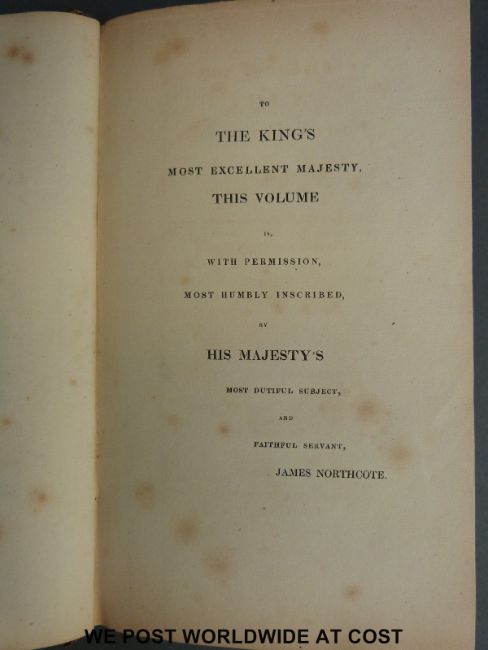 TO
THE KING'S
MOST EXCELLENT MAJESTY,
THIS VOLUME
IS,
WITH PERMISSION,
MOST HUMBLY INSCRIBED,
BY
HIS MAJESTY'S
MOST DUTIFUL SUBJECT,
AND
FAITHFUL SERVANT,
JAMES NORTHCOTE.
WE POST WORLDWIDE AT COST